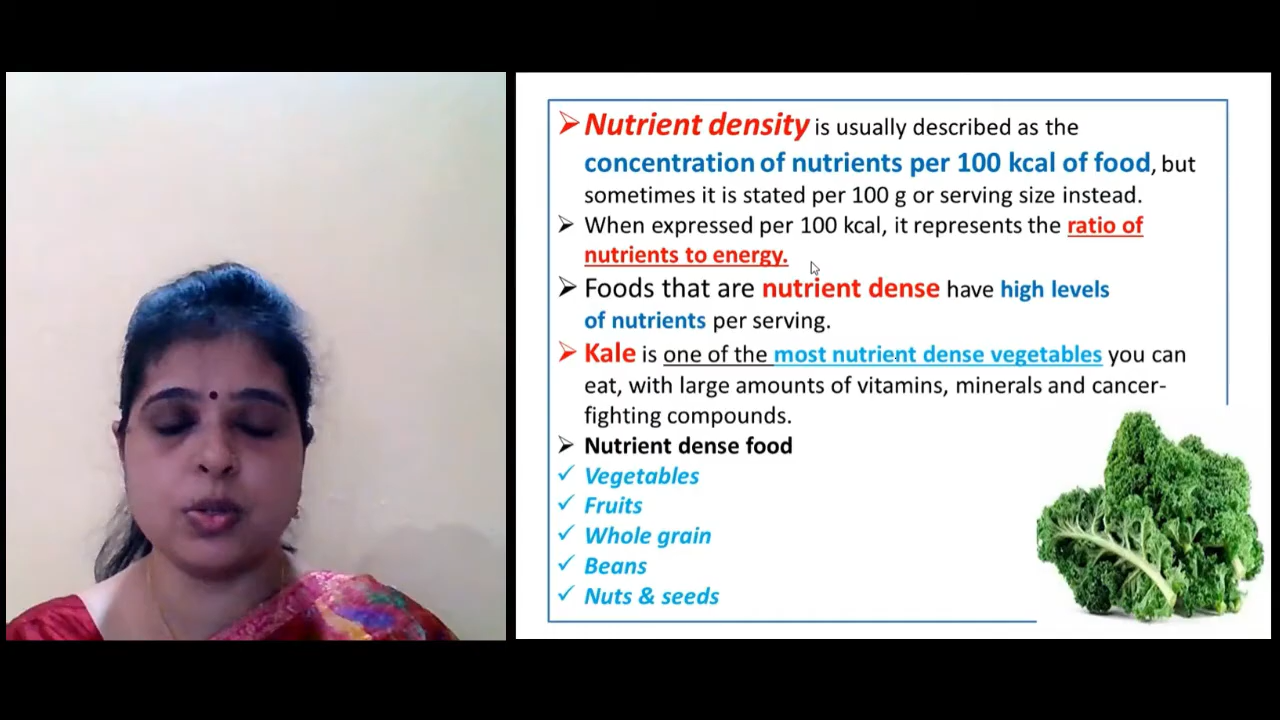 ➢Nutrient density is usually described as the
concentration of nutrients per 100 kcal of food, but
sometimes it is stated per 100 g or serving size instead.
➢ When expressed per 100 kcal, it represents the ratio of
nutrients to energy.
➢ Foods that are nutrient dense have high levels
of nutrients per serving.
➢ Kale is one of the most nutrient dense vegetables you can
eat, with large amounts of vitamins, minerals and cancer-
fighting compounds.
➢ Nutrient dense food
✓ Vegetables
✓ Fruits
✓ Whole grain
✓ Beans
✓ Nuts & seeds